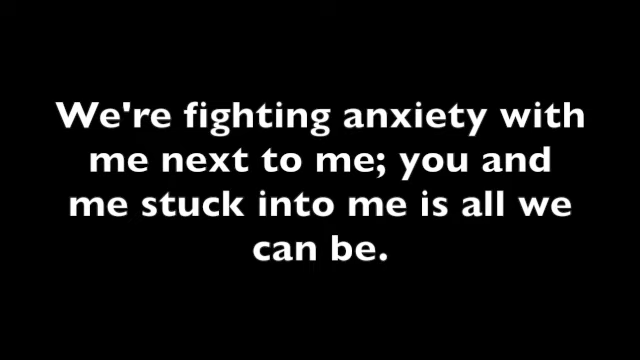 We're fighting anxiety with
me next to me; you and
me stuck into me is all we
can be.